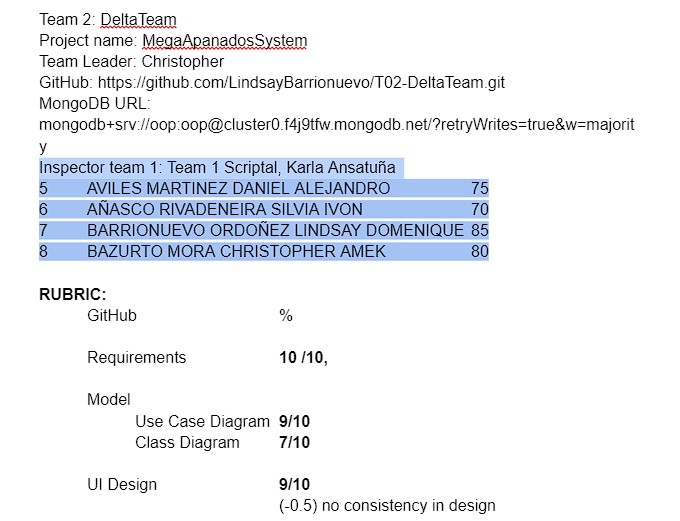 Team 2: DeltaTeam
Project name: MegaApanadosSystem
Team Leader: Christopher
GitHub: https://github.com/LindsayBarrionuevo/T02-DeltaTeam.git
MongoDB URL:
mongodb+srv://oop:oop@cluster0.f4j9tfw.mongodb.net/?retryWrites=true&w=majorit
y
Inspector team 1: Team 1 Scriptal, Karla Ansatuña
5 AVILES MARTINEZ DANIEL ALEJANDRO 75
6 AÑASCO RIVADENEIRA SILVIA IVON 70
7 BARRIONUEVO ORDOÑEZ LINDSAY DOMENIQUE 85
8 BAZURTO MORA CHRISTOPHER AMEK 80
RUBRIC:
GitHub %
Requirements 10 /10,
Model
Use Case Diagram 9/10
Class Diagram 7/10
UI Design 9/10
(-0.5) no consistency in design